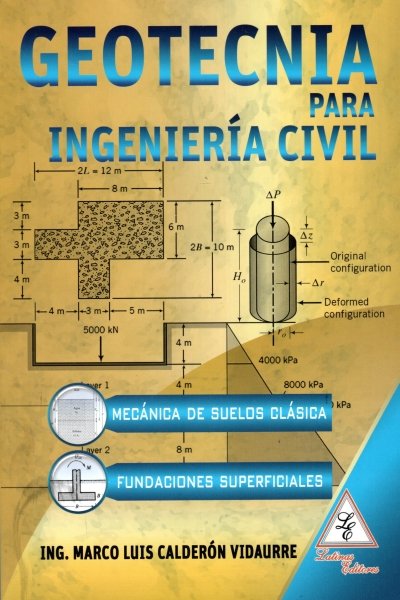 GEOTECNIA
PARA
INGENIERÍA CIVIL
2L = 12 m
8 m
3 m
3 m
4 m
6 m
2B = 10 m
4 m
3 m
5 m
ΔP
Δz
Hₒ
Original
configuration
Δr
Deformed
configuration
rₒ
5000 kN
4 m
4000 kPa
Layer 1
4 m
8000 kPa
kPa
MECÁNICA DE SUELOS CLÁSICA
Layer 2
8 m
M
B
FUNDACIONES SUPERFICIALES
ING. MARCO LUIS CALDERÓN VIDAURRE
LE
Latinas
Editores